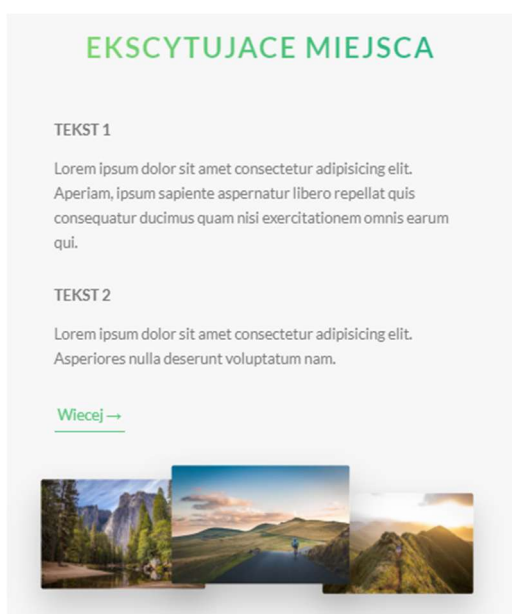 EKSCYTUJACE MIEJSCA
TEKST 1
Lorem ipsum dolor sit amet consectetur adipisicing elit.
Aperiam, ipsum sapiente aspernatur libero repellat quis
consequatur ducimus quam nisi exercitationem omnis earum
qui.
TEKST 2
Lorem ipsum dolor sit amet consectetur adipisicing elit.
Asperiores nulla deserunt voluptatum nam.
Wiecej →